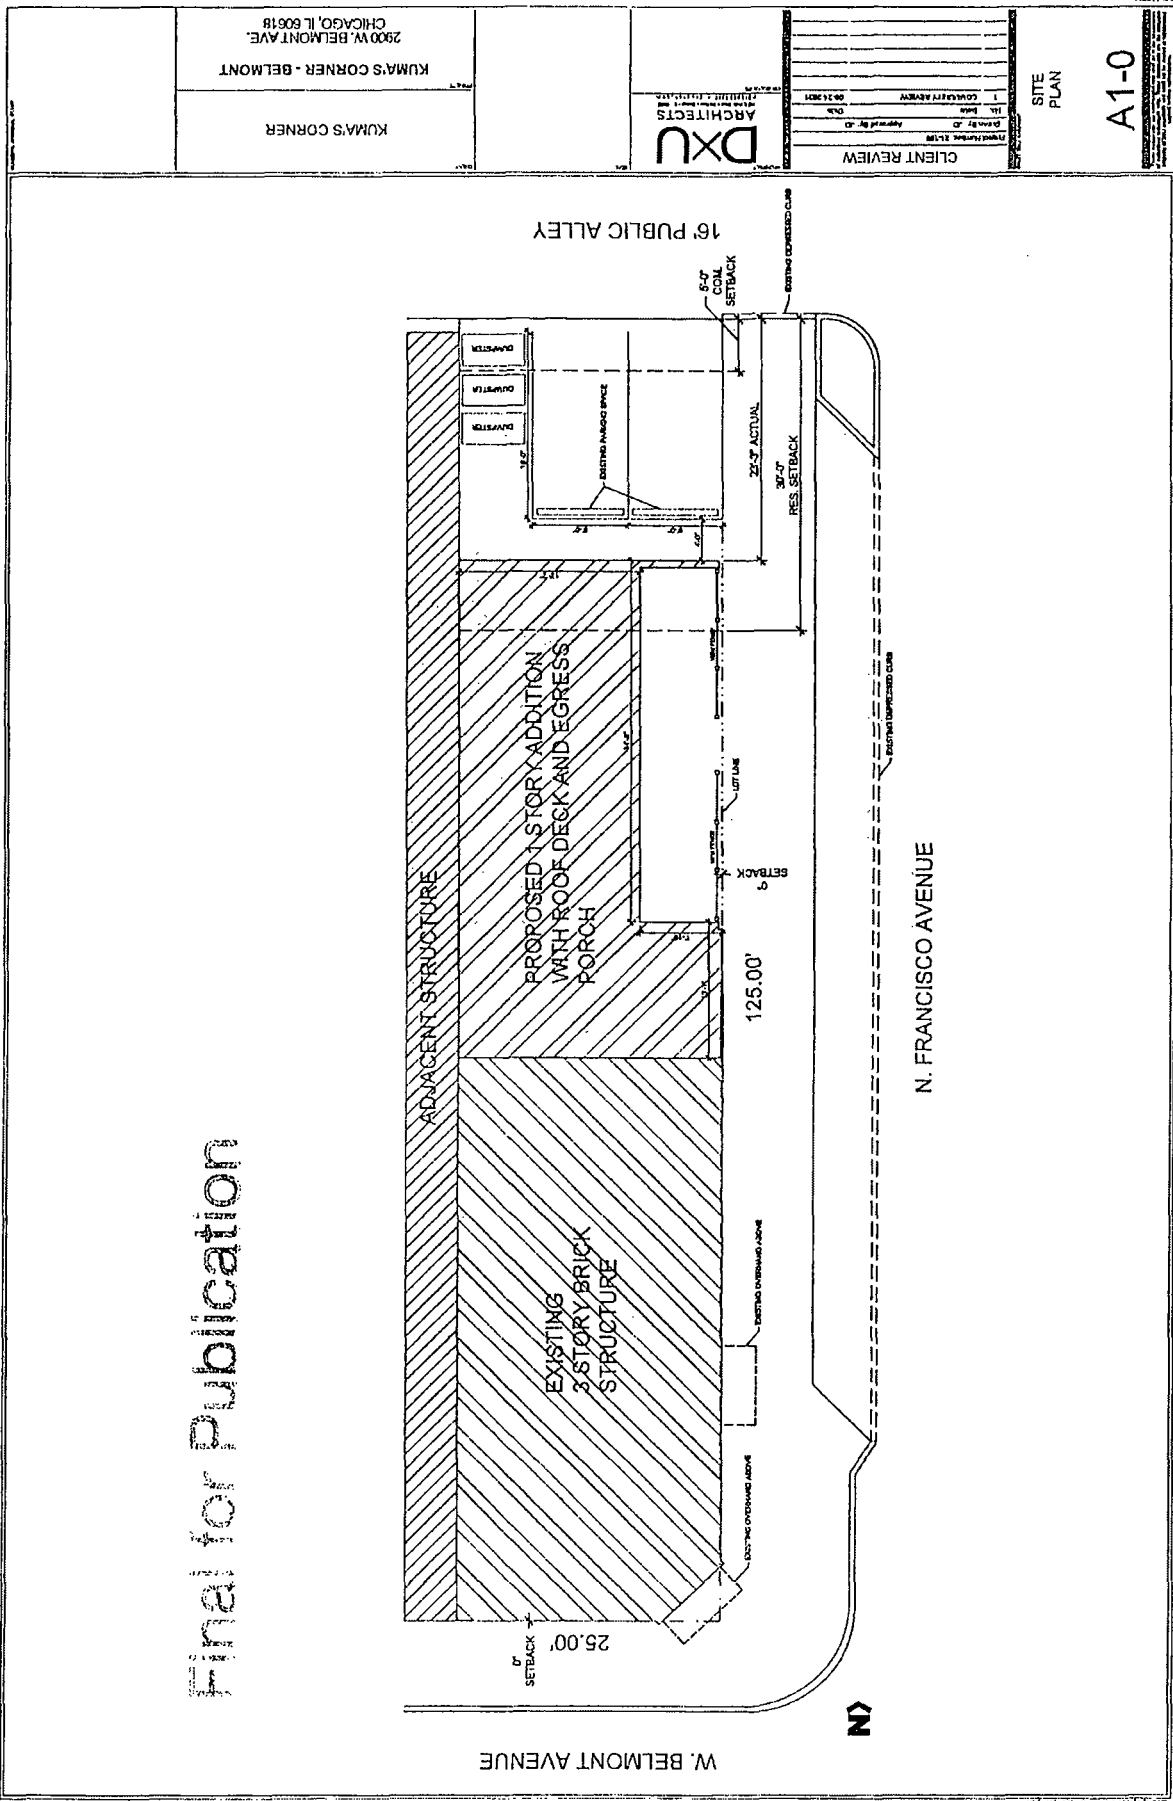 Final for Publication
W. BELMONT AVENUE
N. FRANCISCO AVENUE
16' PUBLIC ALLEY
ADJACENT STRUCTURE
EXISTING
3 STORY BRICK
STRUCTURE
PROPOSED 1 STORY ADDITION
WITH ROOF DECK AND EGRESS
PORCH
25.00'
125.00'
0"
SETBACK
0"
SETBACK
LOT LINE
EXISTING OVERHANG ABOVE
EXISTING OVERHANG ABOVE
EXISTING DEPRESSED CURB
EXISTING DEPRESSED CURB
EXISTING PARKING SPACE
DUMPSTER
DUMPSTER
DUMPSTER
5'-0"
COM.
SETBACK
22'-3" ACTUAL
30'-0"
RES. SETBACK
N
KUMA'S CORNER
KUMA'S CORNER - BELMONT
2900 W. BELMONT AVE.
CHICAGO, IL 60618
DXU
ARCHITECTS
CLIENT REVIEW
SITE
PLAN
A1-0